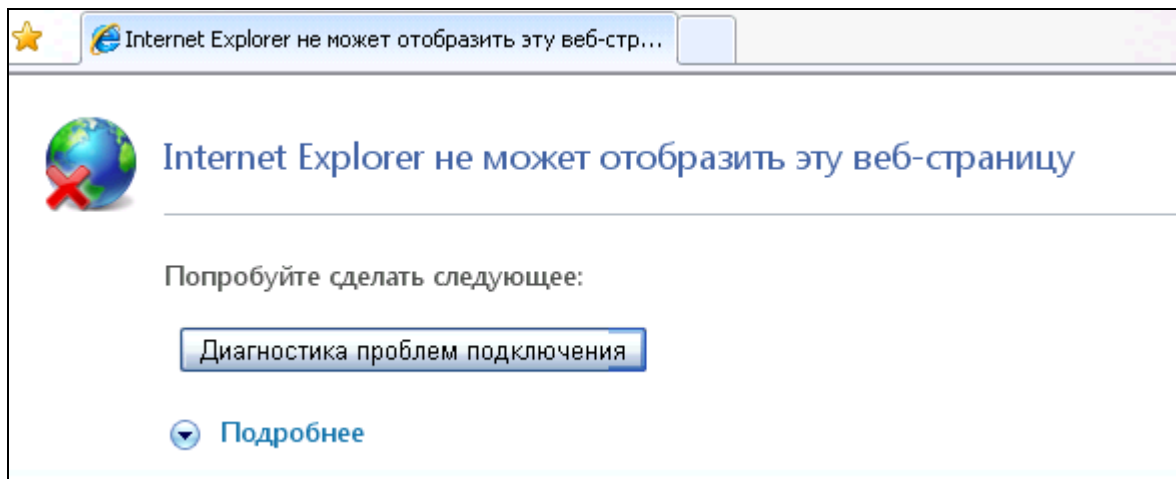 Internet Explorer не может отобразить эту веб-стр...
Internet Explorer не может отобразить эту веб-страницу
Попробуйте сделать следующее:
Диагностика проблем подключения
Подробнее